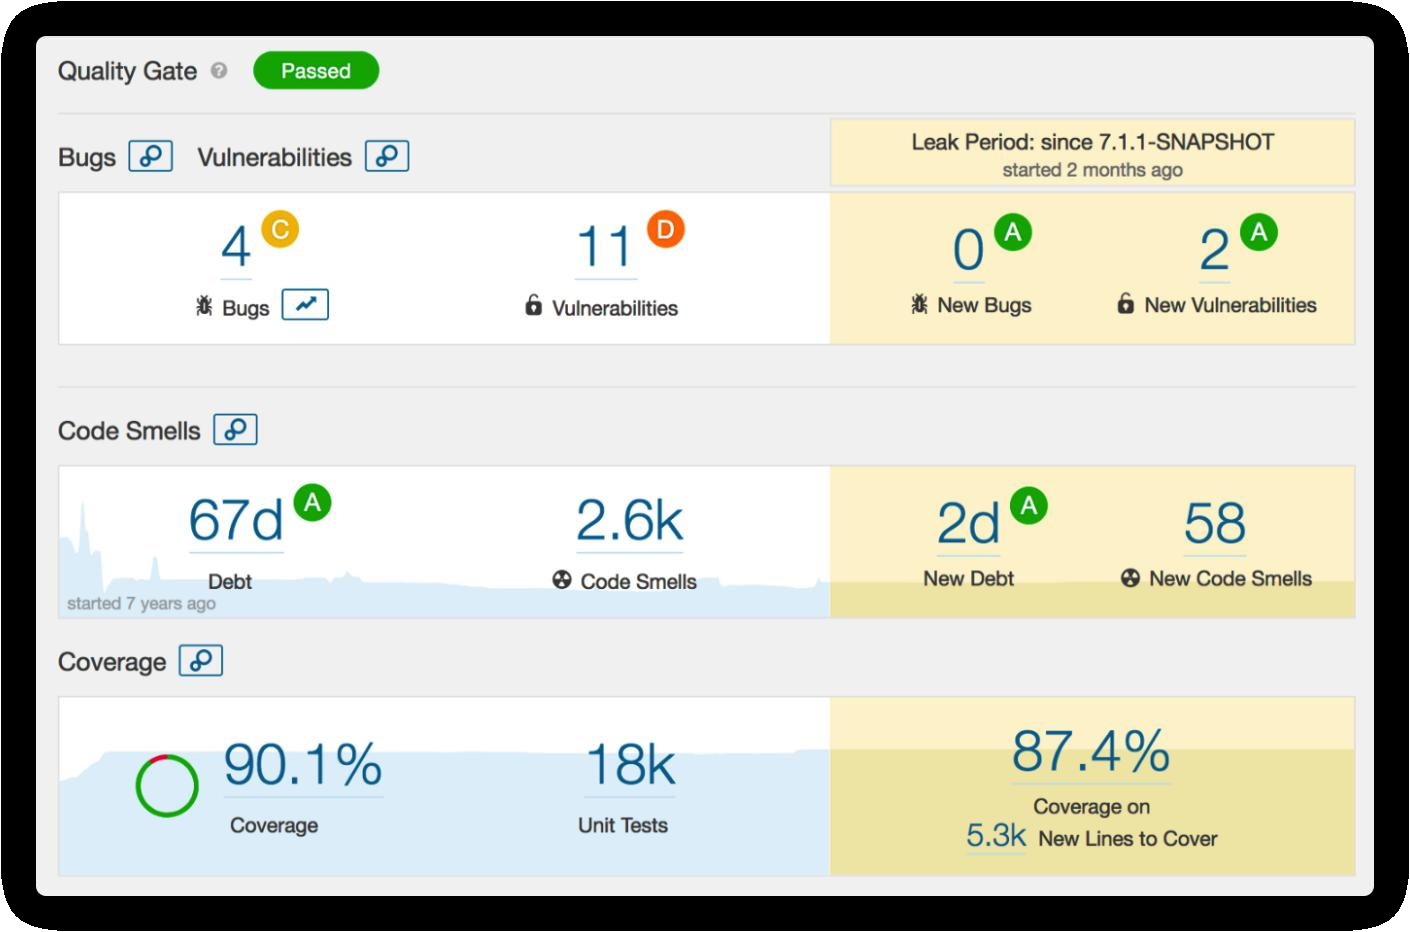 Quality Gate ? Passed
Bugs Vulnerabilities
Leak Period: since 7.1.1-SNAPSHOT
started 2 months ago
4 C
Bugs
11 D
Vulnerabilities
0 A
New Bugs
2 A
New Vulnerabilities
Code Smells
67d A
Debt
started 7 years ago
2.6k
Code Smells
2d A
New Debt
58
New Code Smells
Coverage
90.1%
Coverage
18k
Unit Tests
87.4%
Coverage on
5.3k New Lines to Cover